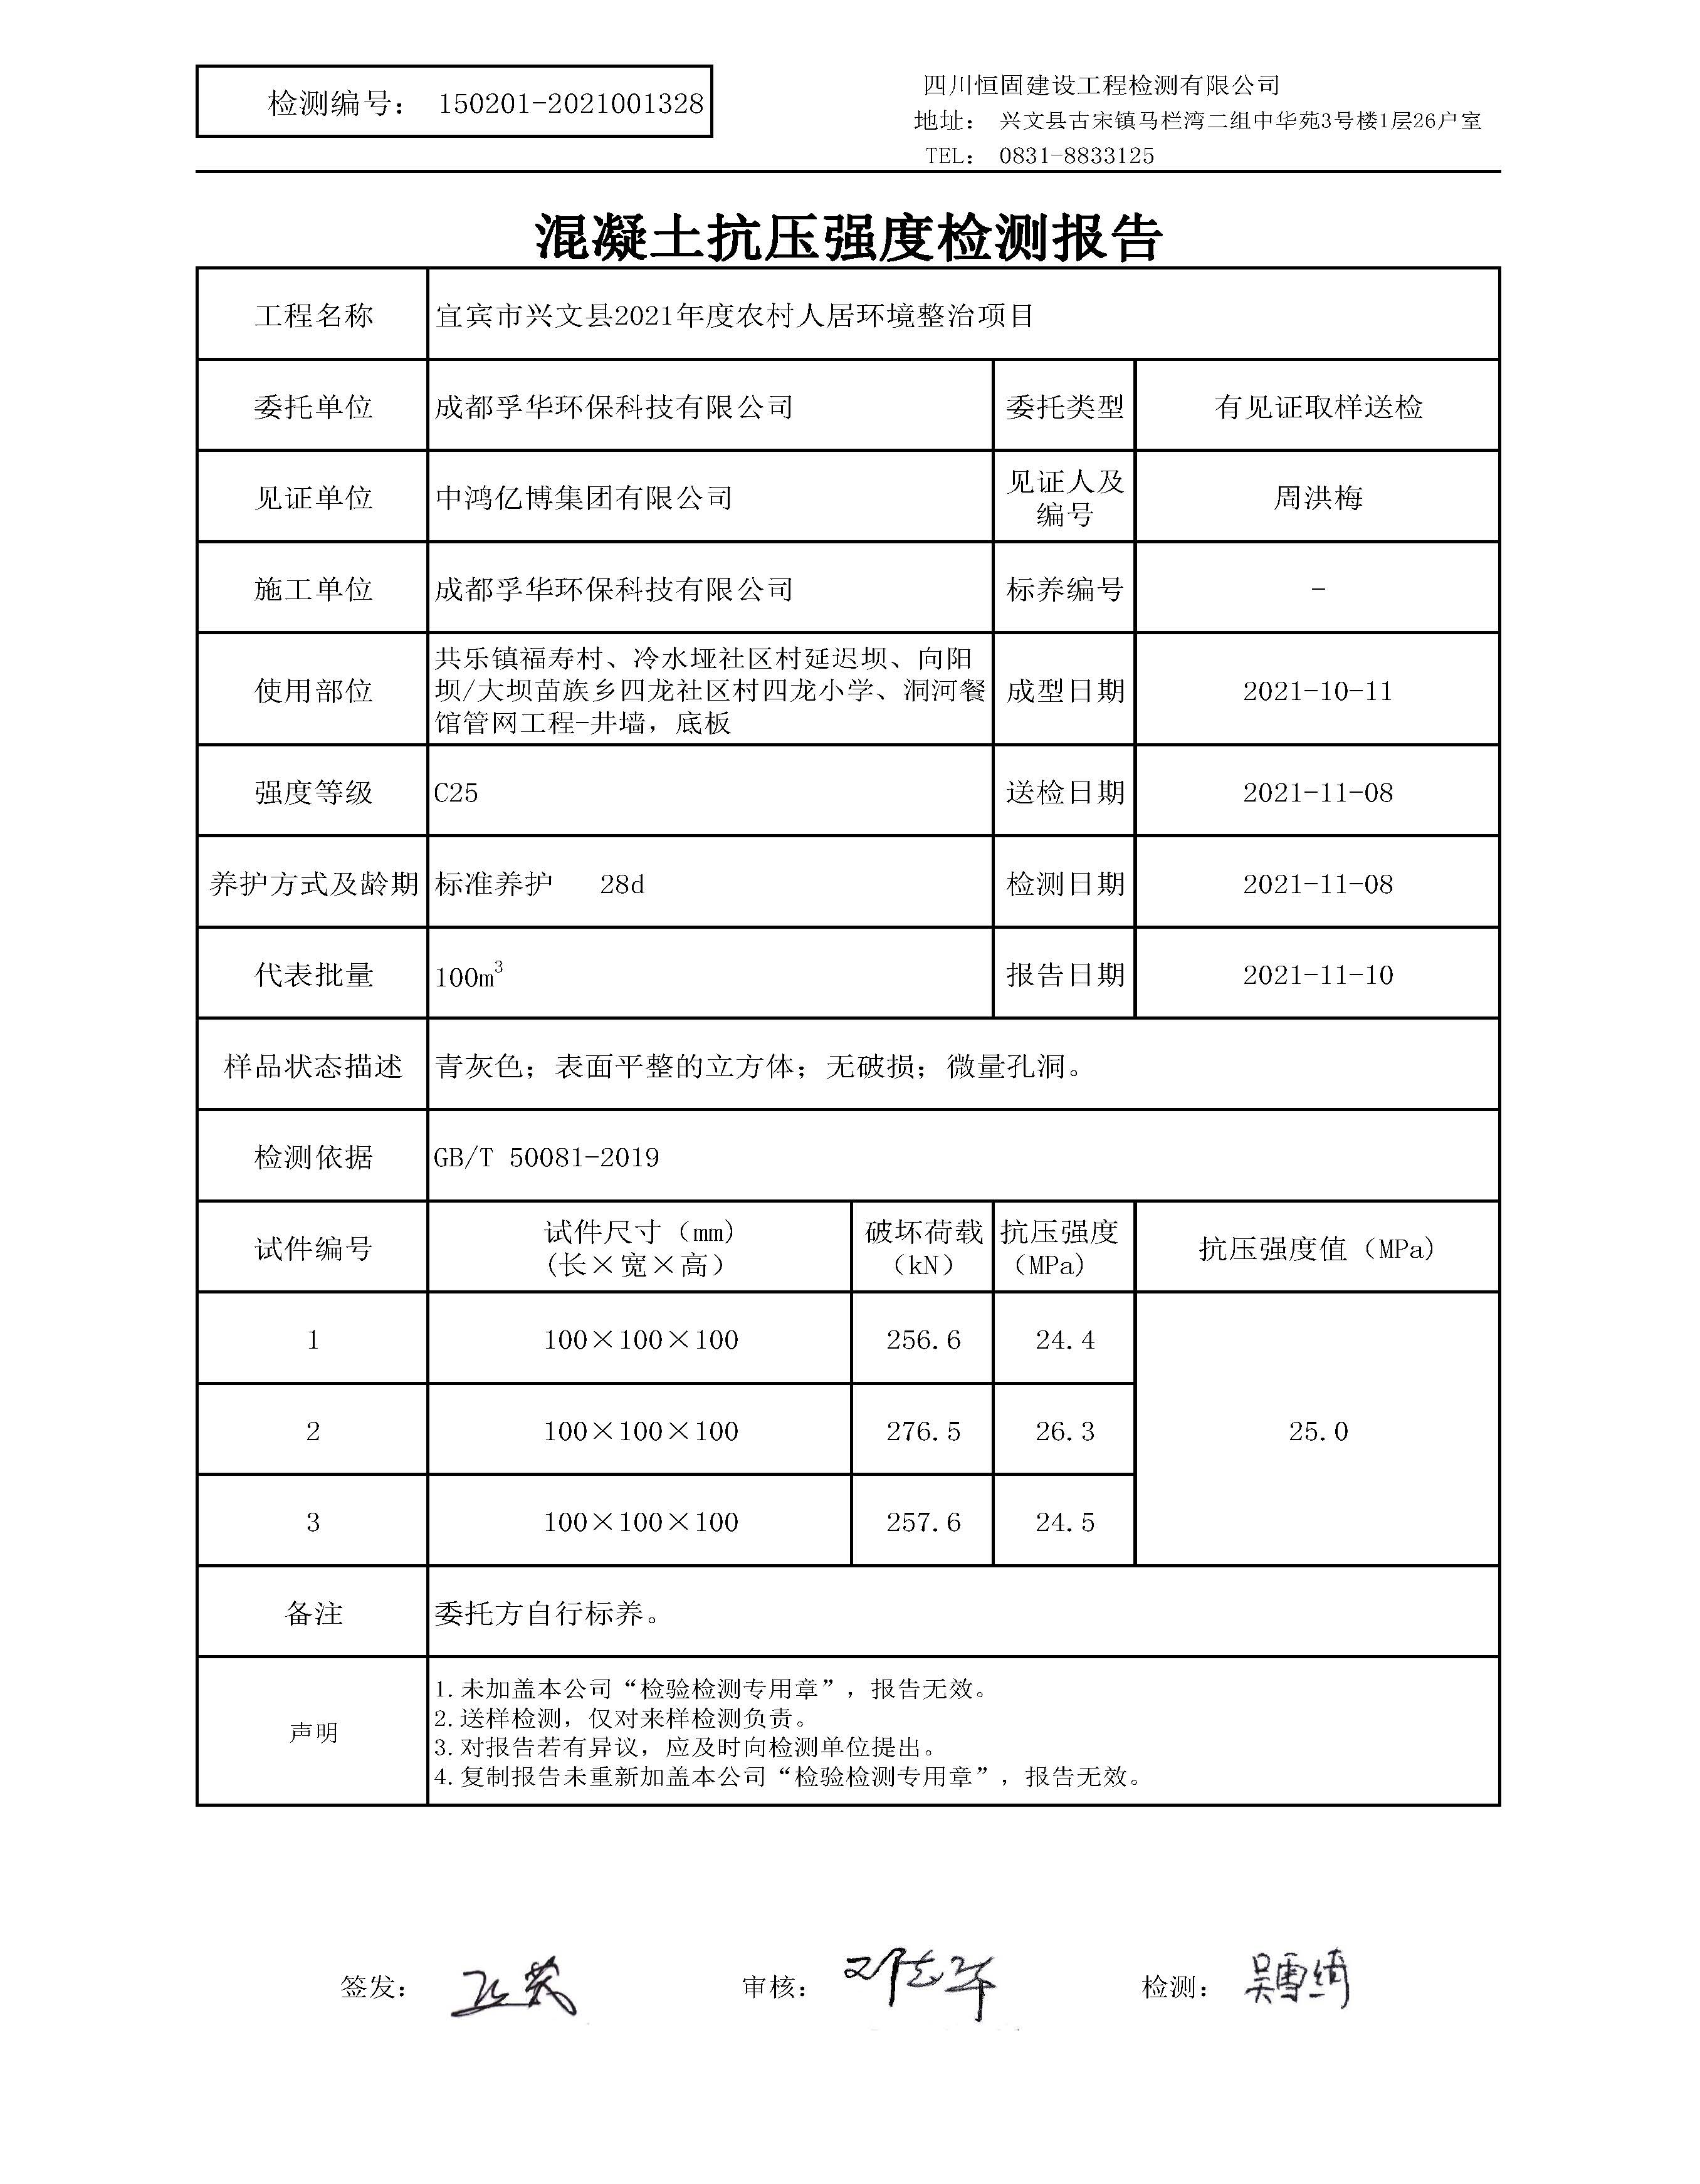 检测编号： 150201-2021001328
四川恒固建设工程检测有限公司
地址： 兴文县古宋镇马栏湾二组中华苑3号楼1层26户室
TEL： 0831-8833125
混凝土抗压强度检测报告
工程名称 宜宾市兴文县2021年度农村人居环境整治项目
委托单位 成都孚华环保科技有限公司 委托类型 有见证取样送检
见证单位 中鸿亿博集团有限公司 见证人及编号 周洪梅
施工单位 成都孚华环保科技有限公司 标养编号 -
使用部位 共乐镇福寿村、冷水垭社区村延迟坝、向阳
坝/大坝苗族乡四龙社区村四龙小学、洞河餐
馆管网工程-井墙，底板
成型日期 2021-10-11
强度等级 C25 送检日期 2021-11-08
养护方式及龄期 标准养护 28d 检测日期 2021-11-08
代表批量 100m³ 报告日期 2021-11-10
样品状态描述 青灰色；表面平整的立方体；无破损；微量孔洞。
检测依据 GB/T 50081-2019
试件编号 试件尺寸（mm）（长×宽×高） 破坏荷载（kN） 抗压强度（MPa） 抗压强度值（MPa）
1 100×100×100 256.6 24.4
2 100×100×100 276.5 26.3 25.0
3 100×100×100 257.6 24.5
备注 委托方自行标养。
声明
1.未加盖本公司“检验检测专用章”，报告无效。
2.送样检测，仅对来样检测负责。
3.对报告若有异议，应及时向检测单位提出。
4.复制报告未重新加盖本公司“检验检测专用章”，报告无效。
签发： 审核： 检测： 吴雪绮